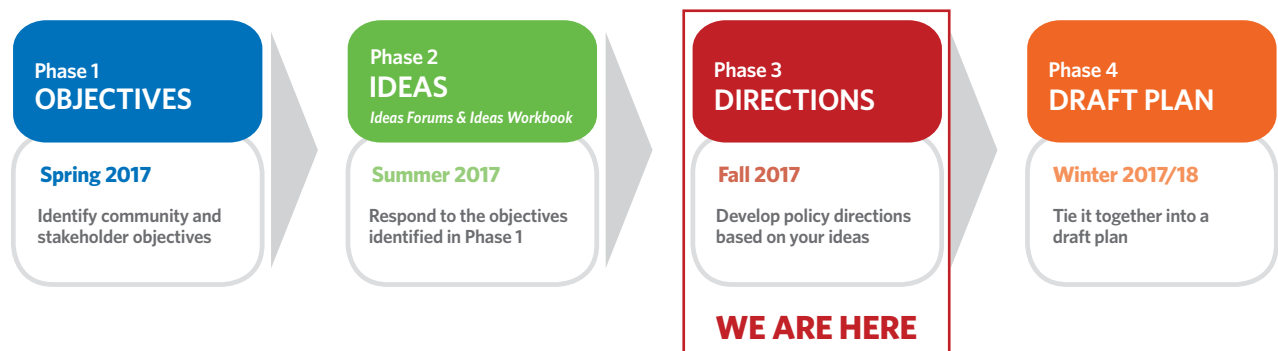 Phase 1
OBJECTIVES
Spring 2017
Identify community and
stakeholder objectives
Phase 2
IDEAS
Ideas Forums & Ideas Workbook
Summer 2017
Respond to the objectives
identified in Phase 1
Phase 3
DIRECTIONS
Fall 2017
Develop policy directions
based on your ideas
WE ARE HERE
Phase 4
DRAFT PLAN
Winter 2017/18
Tie it together into a
draft plan